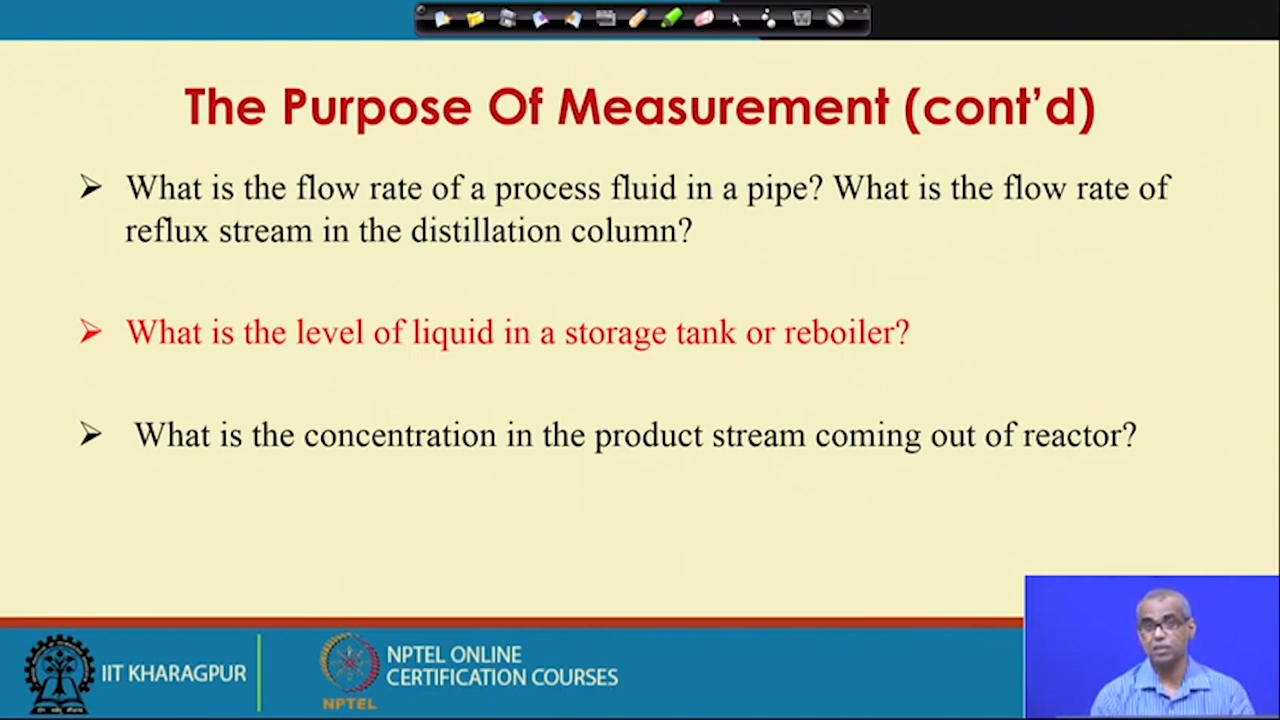 The Purpose Of Measurement (cont’d)
➢ What is the flow rate of a process fluid in a pipe? What is the flow rate of
reflux stream in the distillation column?
➢ What is the level of liquid in a storage tank or reboiler?
➢ What is the concentration in the product stream coming out of reactor?
IIT KHARAGPUR
NPTEL
NPTEL ONLINE
CERTIFICATION COURSES